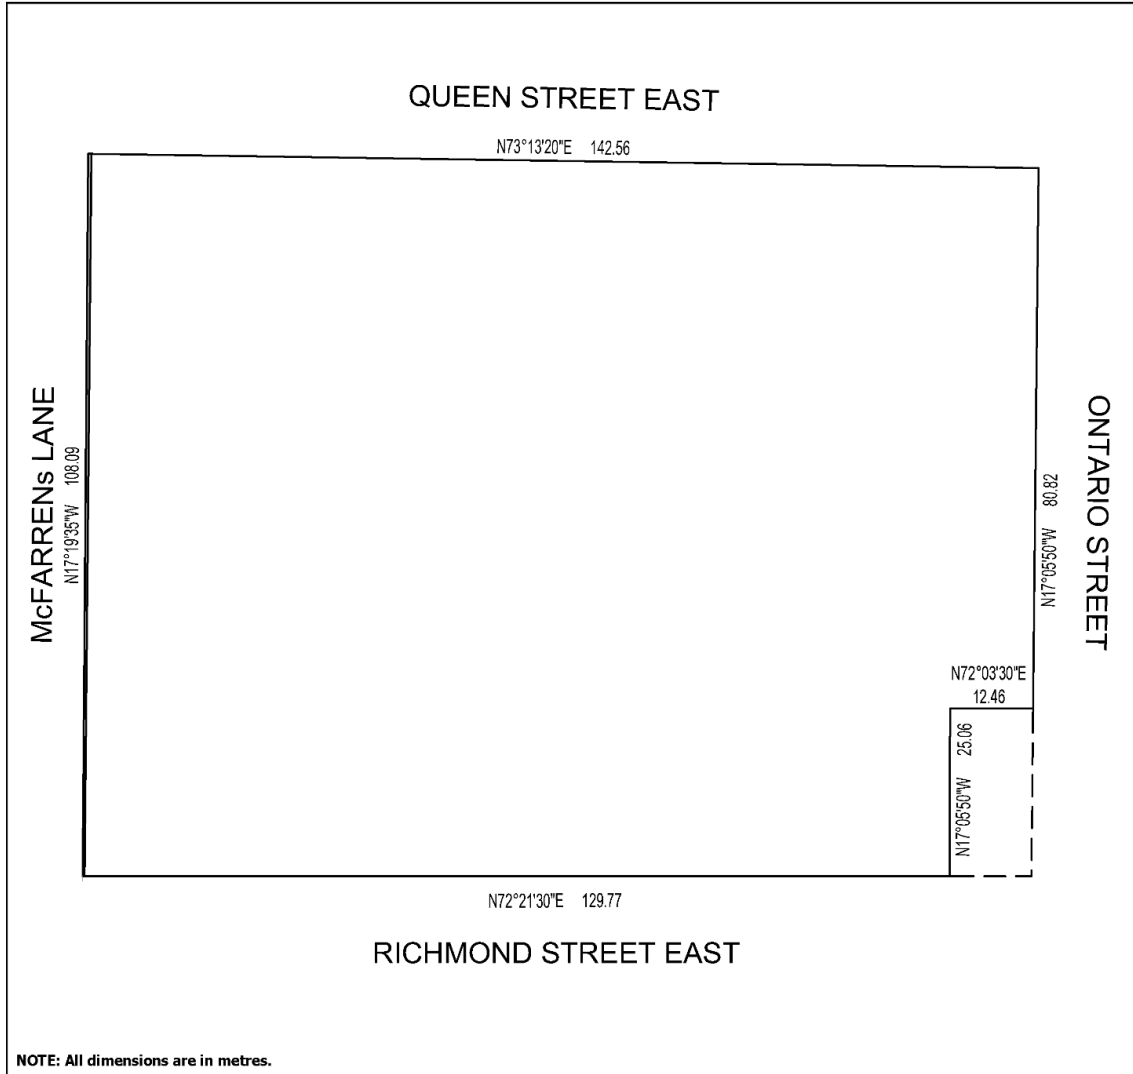 QUEEN STREET EAST
N73°13'20"E 142.56
McFARRENs LANE
N17°19'35"W 108.09
ONTARIO STREET
N17°05'50"W 80.82
N72°03'30"E
12.46
N17°05'50"W 25.06
N72°21'30"E 129.77
RICHMOND STREET EAST
NOTE: All dimensions are in metres.